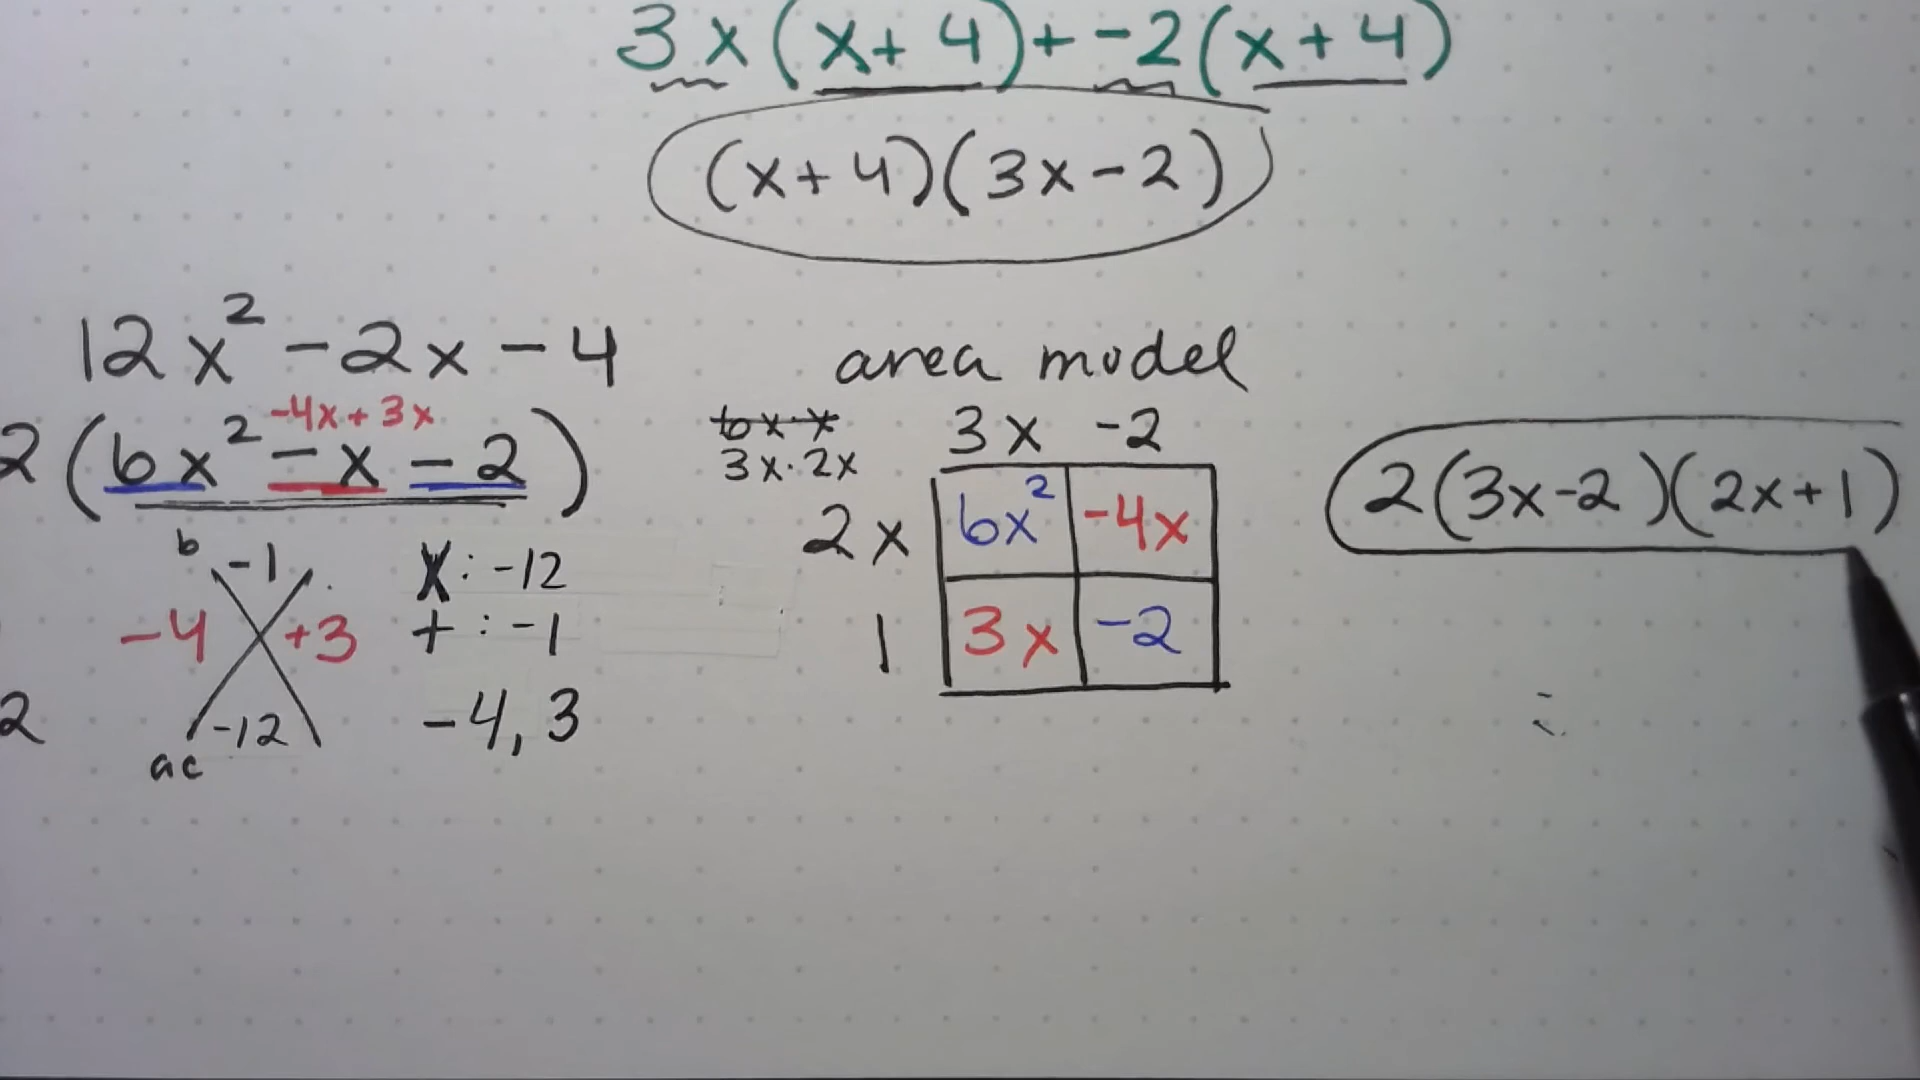 3x(x+4)+-2(x+4)
(x+4)(3x-2)
12x² -2x -4
area model
-4x+3x
2(6x² -x -2)
6x·x
3x·2x
3x -2
2x 6x² -4x
1 3x -2
2(3x-2)(2x+1)
b -1
-4 +3
-12
ac
x: -12
+: -1
-4,3
2